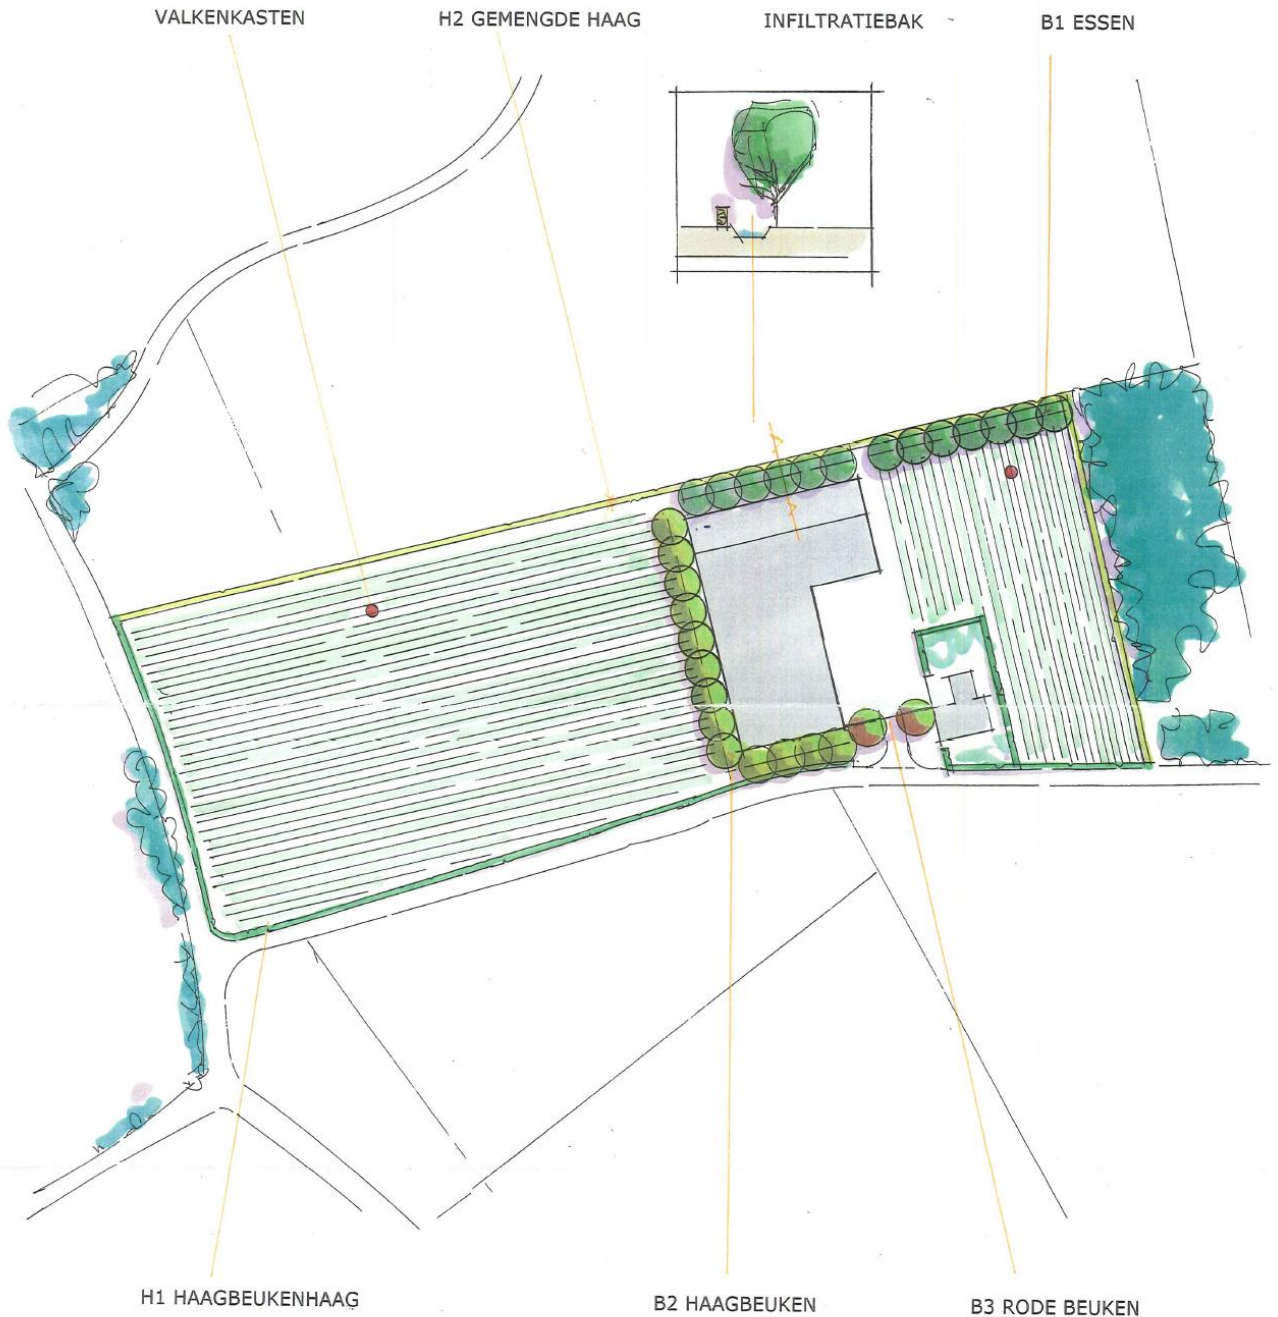 VALKENKASTEN
H2 GEMENGDE HAAG
INFILTRATIEBAK
B1 ESSEN
A
A
H1 HAAGBEUKENHAAG
B2 HAAGBEUKEN
B3 RODE BEUKEN